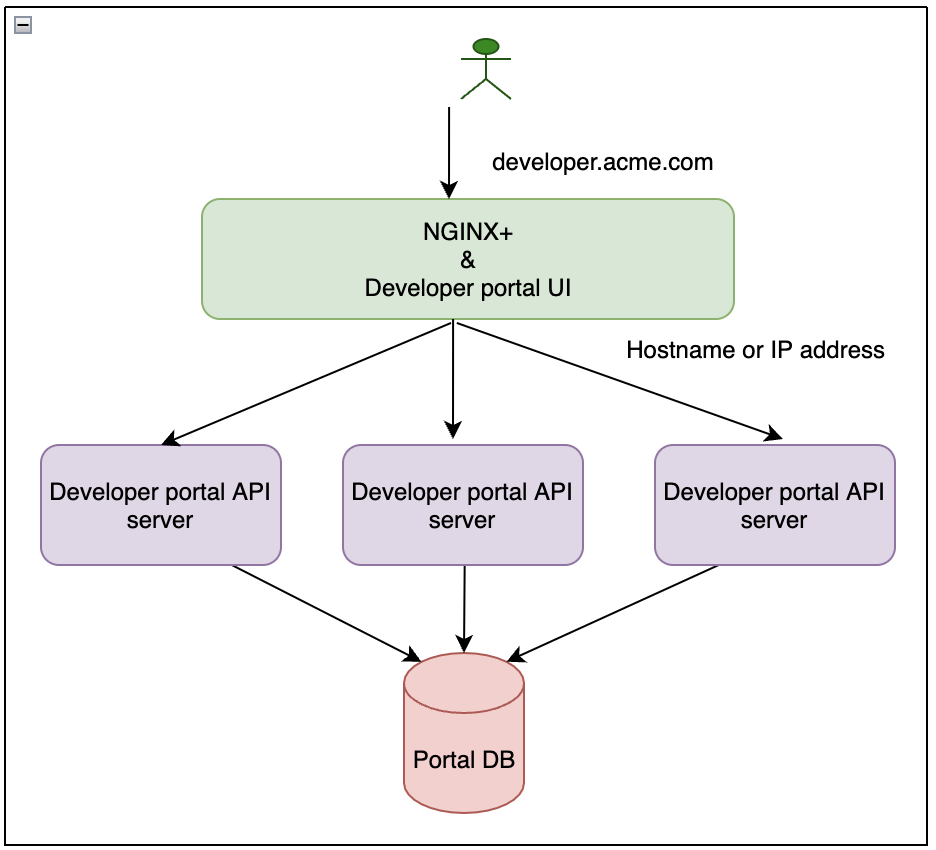 developer.acme.com
NGINX+
&
Developer portal UI
Hostname or IP address
Developer portal API
server
Developer portal API
server
Developer portal API
server
Portal DB